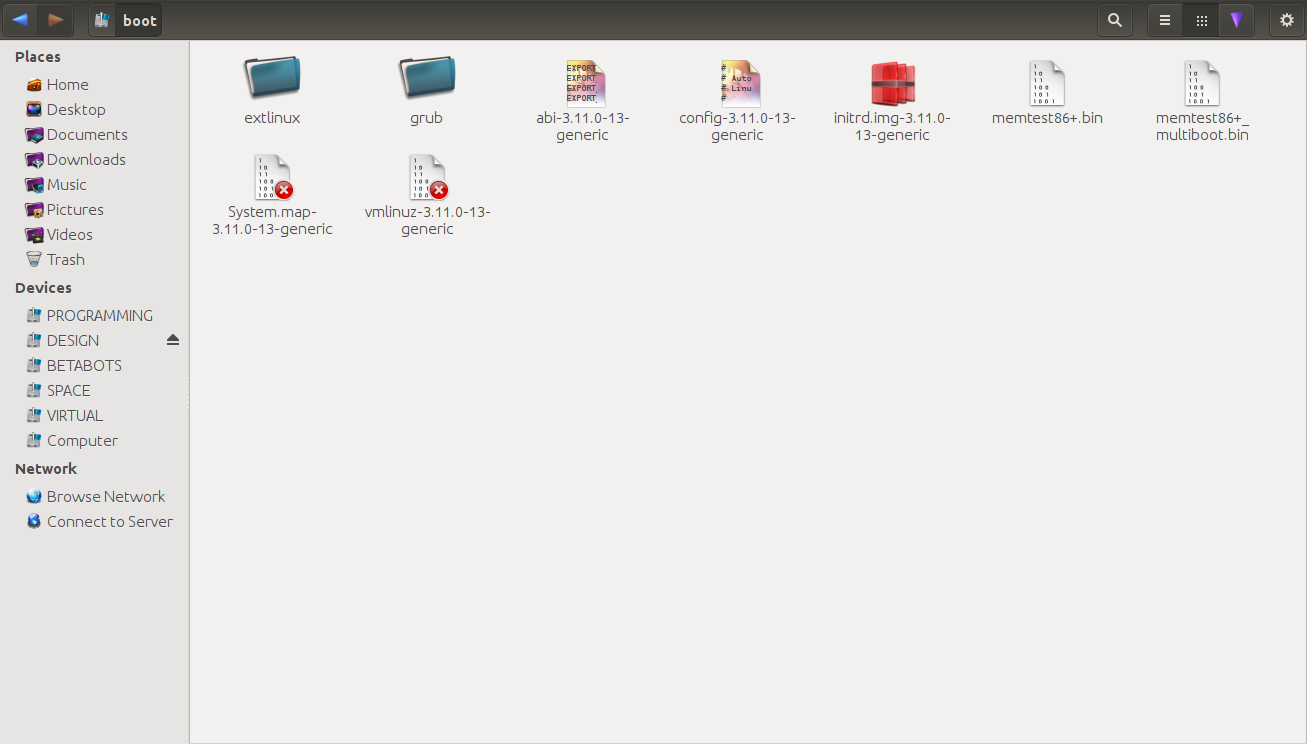 boot
Places
Home
Desktop
Documents
Downloads
Music
Pictures
Videos
Trash
Devices
PROGRAMMING
DESIGN
BETABOTS
SPACE
VIRTUAL
Computer
Network
Browse Network
Connect to Server
EXPORT
EXPORT
EXPORT
EXPORT
#
# Auto
# Linu
#
1
10
11
100
101
1001
1
10
11
100
101
1001
extlinux
grub
abi-3.11.0-13-
generic
config-3.11.0-13-
generic
initrd.img-3.11.0-
13-generic
memtest86+.bin
memtest86+_
multiboot.bin
1
10
11
100
101
100
1
10
11
100
101
100
System.map-
3.11.0-13-generic
vmlinuz-3.11.0-13-
generic